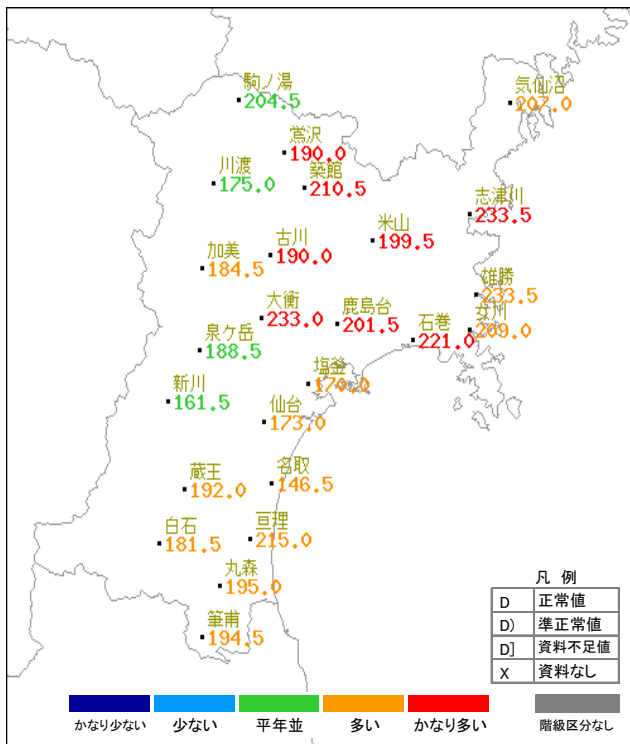 駒ノ湯
204.5
気仙沼
207.0
鶯沢
190.0
川渡
175.0
築館
210.5
志津川
233.5
米山
199.5
古川
190.0
加美
184.5
雄勝
233.5
大衡
233.0
鹿島台
201.5
女川
209.0
石巻
221.0
泉ケ岳
188.5
塩釜
170.0
新川
161.5
仙台
173.0
名取
146.5
蔵王
192.0
亘理
215.0
白石
181.5
丸森
195.0
筆甫
194.5
凡 例
D 正常値
D) 準正常値
D] 資料不足値
X 資料なし
かなり少ない 少ない 平年並 多い かなり多い 階級区分なし